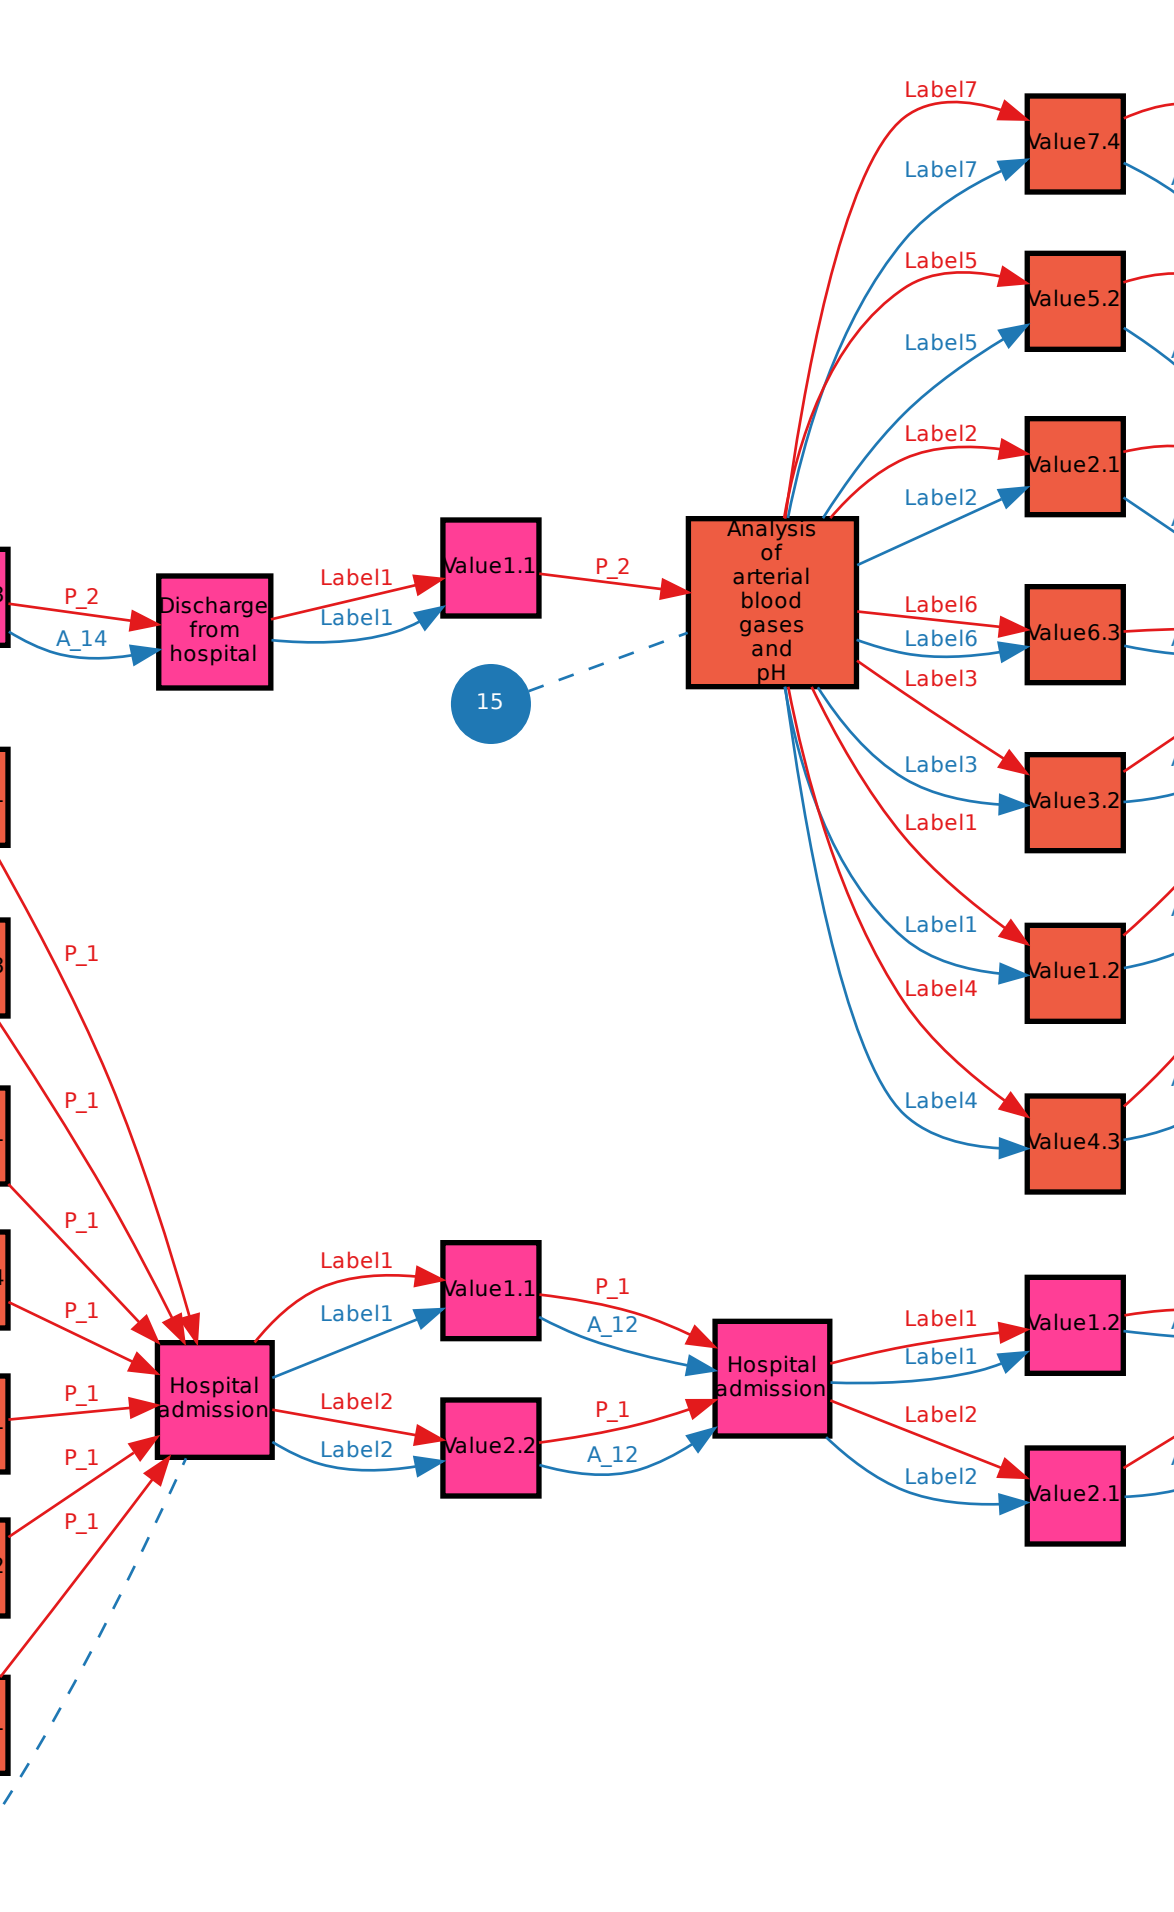 Label7
Value7.4
Label7
Label5
Value5.2
Label5
Label2
Value2.1
Label2
Analysis
of
arterial
blood
gases
and
pH
Value1.1
P_2
Label1
Label1
P_2
A_14
Discharge
from
hospital
15
Label6
Value6.3
Label6
Label3
Label3
Value3.2
Label1
Label1
Value1.2
Label4
Label4
Value4.3
P_1
P_1
P_1
P_1
P_1
P_1
P_1
Hospital
admission
Label1
Label1
Value1.1
Label2
Label2
Value2.2
P_1
A_12
P_1
A_12
Hospital
admission
Label1
Label1
Value1.2
Label2
Label2
Value2.1